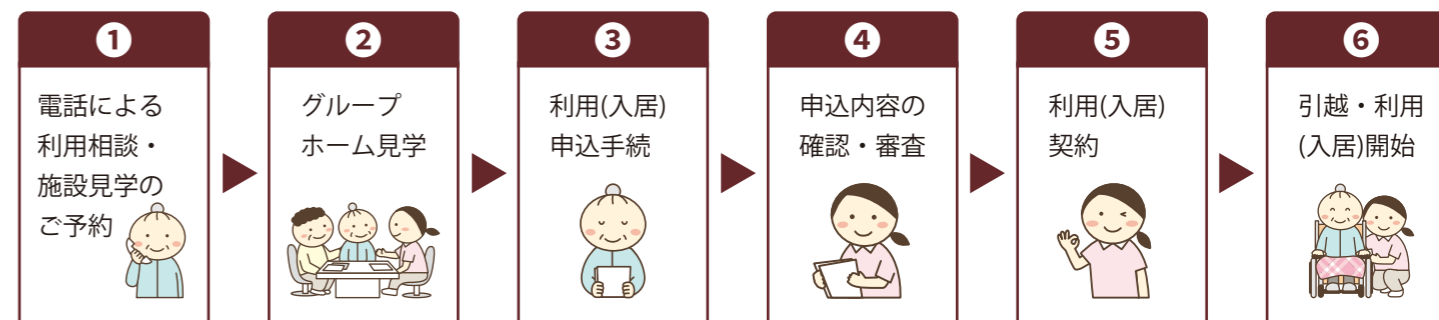 1
電話による
利用相談・
施設見学の
ご予約
2
グループ
ホーム見学
3
利用(入居)
申込手続
4
申込内容の
確認・審査
5
利用(入居)
契約
6
引越・利用
(入居)開始